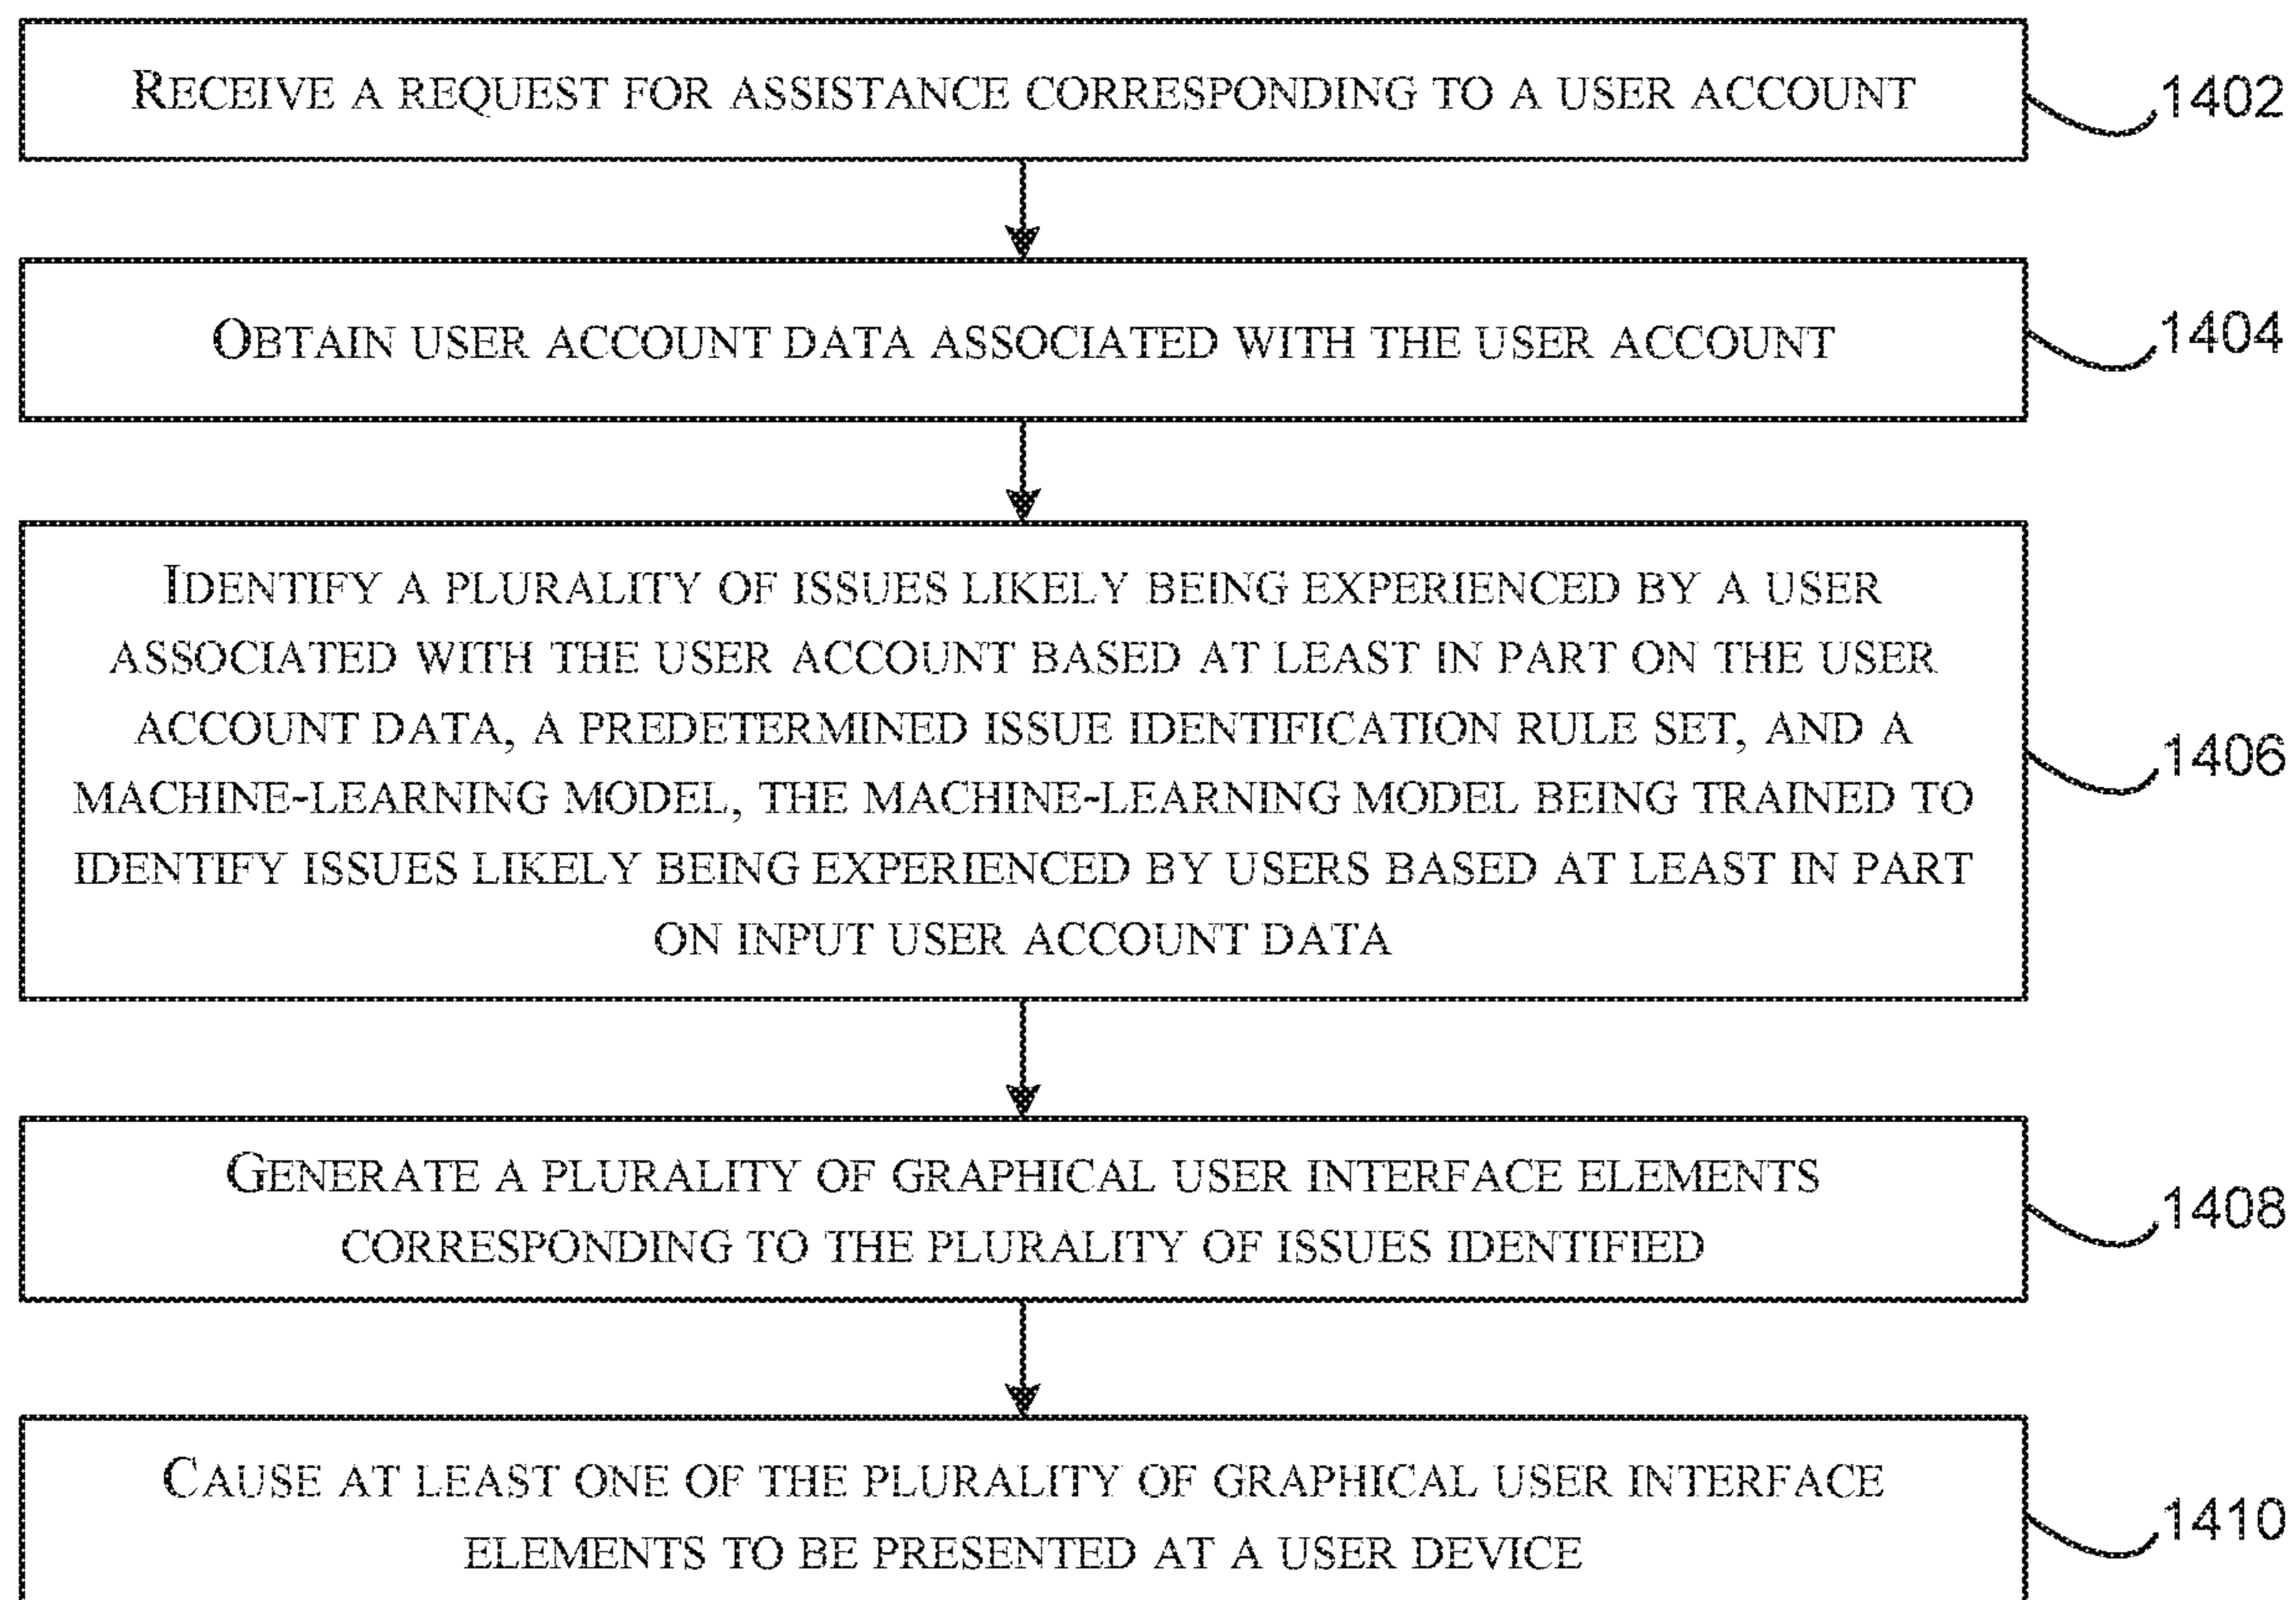 RECEIVE A REQUEST FOR ASSISTANCE CORRESPONDING TO A USER ACCOUNT
1402
OBTAIN USER ACCOUNT DATA ASSOCIATED WITH THE USER ACCOUNT
1404
IDENTIFY A PLURALITY OF ISSUES LIKELY BEING EXPERIENCED BY A USER
ASSOCIATED WITH THE USER ACCOUNT BASED AT LEAST IN PART ON THE USER
ACCOUNT DATA, A PREDETERMINED ISSUE IDENTIFICATION RULE SET, AND A
MACHINE-LEARNING MODEL, THE MACHINE-LEARNING MODEL BEING TRAINED TO
IDENTIFY ISSUES LIKELY BEING EXPERIENCED BY USERS BASED AT LEAST IN PART
ON INPUT USER ACCOUNT DATA
1406
GENERATE A PLURALITY OF GRAPHICAL USER INTERFACE ELEMENTS
CORRESPONDING TO THE PLURALITY OF ISSUES IDENTIFIED
1408
CAUSE AT LEAST ONE OF THE PLURALITY OF GRAPHICAL USER INTERFACE
ELEMENTS TO BE PRESENTED AT A USER DEVICE
1410